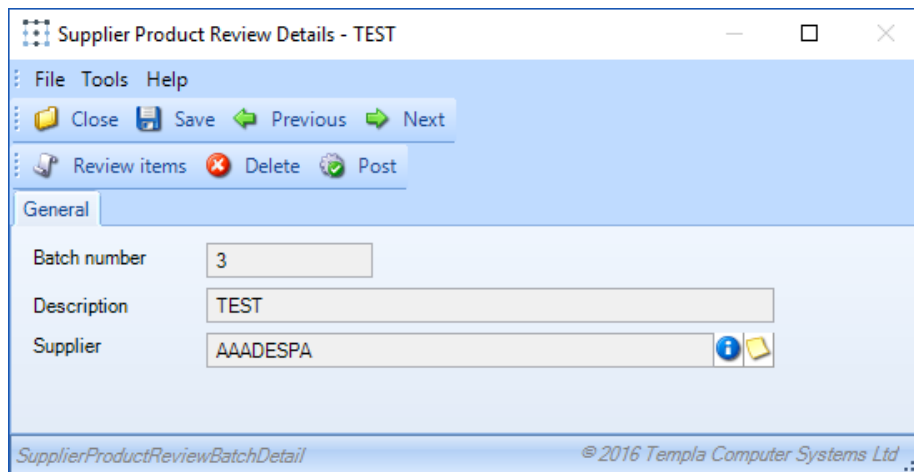 Supplier Product Review Details - TEST
File Tools Help
Close Save Previous Next
Review items Delete Post
General
Batch number 3
Description TEST
Supplier AAADESPA
SupplierProductReviewBatchDetail © 2016 Templa Computer Systems Ltd